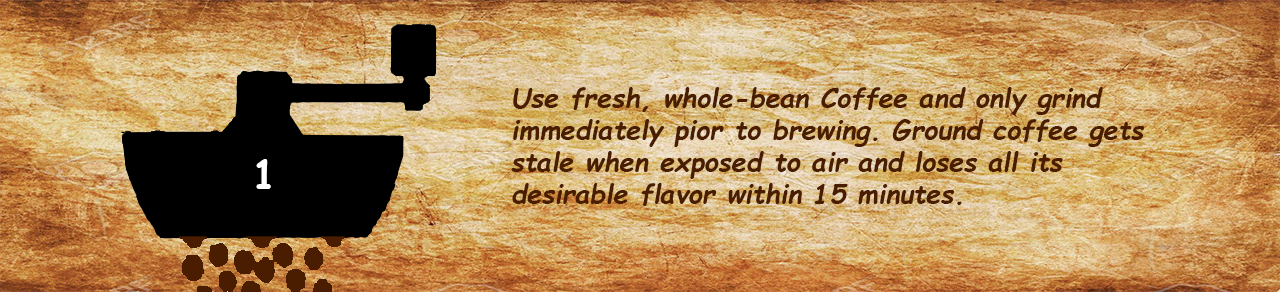 1
Use fresh, whole-bean Coffee and only grind
immediately pior to brewing. Ground coffee gets
stale when exposed to air and loses all its
desirable flavor within 15 minutes.